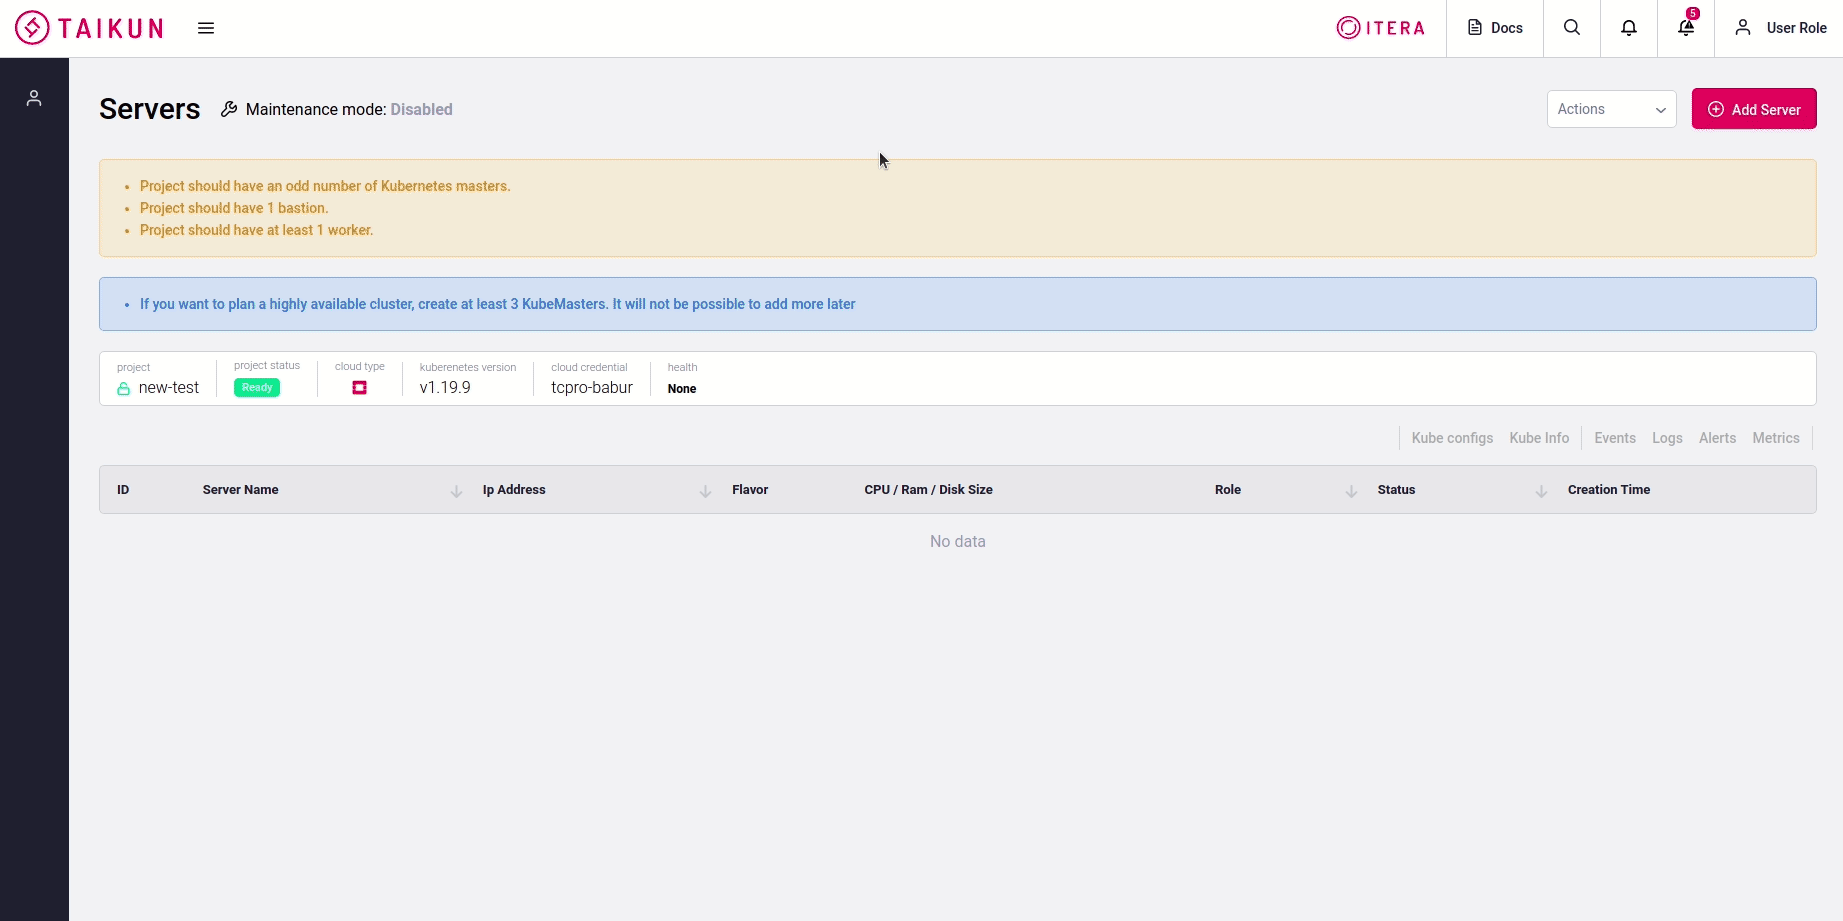 TAIKUN
ITERA
Docs
5
User Role
Servers
Maintenance mode: Disabled
Actions
Add Server
• Project should have an odd number of Kubernetes masters.
• Project should have 1 bastion.
• Project should have at least 1 worker.
• If you want to plan a highly available cluster, create at least 3 KubeMasters. It will not be possible to add more later
project project status cloud type kuberenetes version cloud credential health
new-test Ready v1.19.9 tcpro-babur None
Kube configs Kube Info Events Logs Alerts Metrics
ID Server Name Ip Address Flavor CPU / Ram / Disk Size Role Status Creation Time
No data